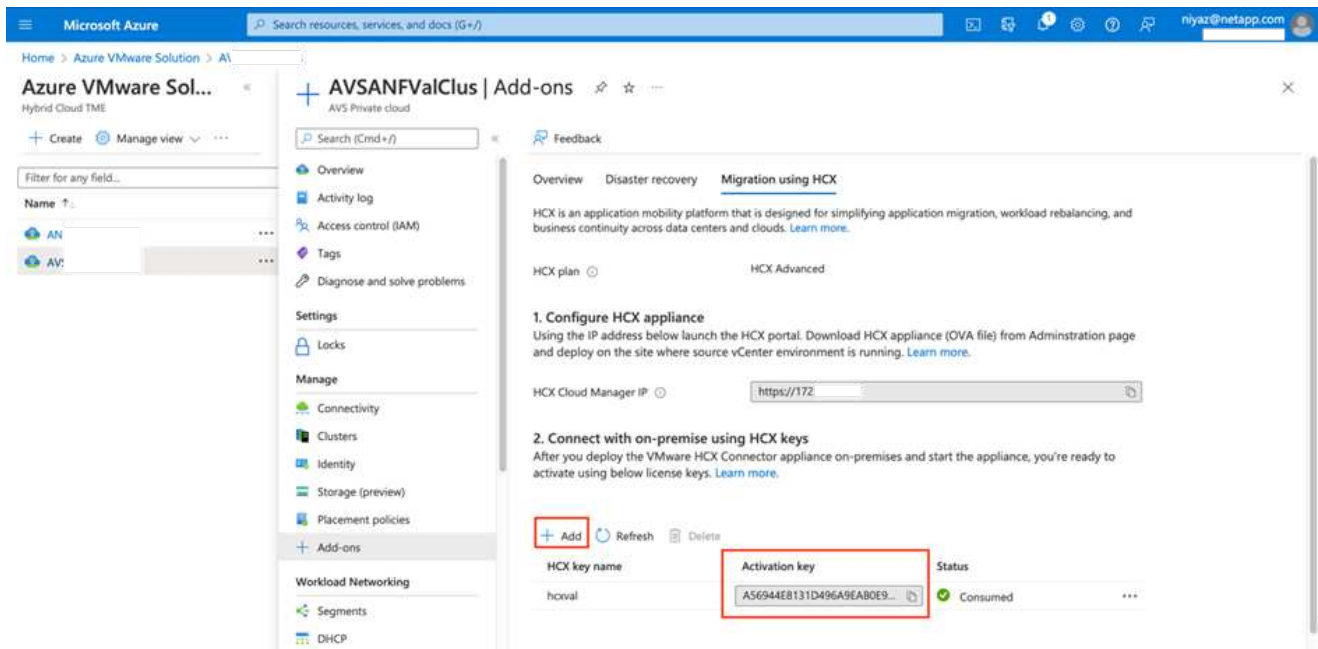 Microsoft Azure
Search resources, services, and docs (G+/)
niyaz@netapp.com
Home > Azure VMware Solution > A\
Azure VMware Sol...
Hybrid Cloud TME
+ Create
Manage view
Filter for any field...
Name ↑↓
AN
AV:
AVSANFValClus | Add-ons
AVS Private cloud
Search (Cmd+/)
Overview
Activity log
Access control (IAM)
Tags
Diagnose and solve problems
Settings
Locks
Manage
Connectivity
Clusters
Identity
Storage (preview)
Placement policies
Add-ons
Workload Networking
Segments
DHCP
Feedback
Overview Disaster recovery Migration using HCX
HCX is an application mobility platform that is designed for simplifying application migration, workload rebalancing, and
business continuity across data centers and clouds. Learn more.
HCX plan HCX Advanced
1. Configure HCX appliance
Using the IP address below launch the HCX portal. Download HCX appliance (OVA file) from Adminstration page
and deploy on the site where source vCenter environment is running. Learn more.
HCX Cloud Manager IP https://172
2. Connect with on-premise using HCX keys
After you deploy the VMware HCX Connector appliance on-premises and start the appliance, you're ready to
activate using below license keys. Learn more.
+ Add Refresh Delete
HCX key name Activation key Status
hcxval A56944E8131D496A9EAB0E9... Consumed